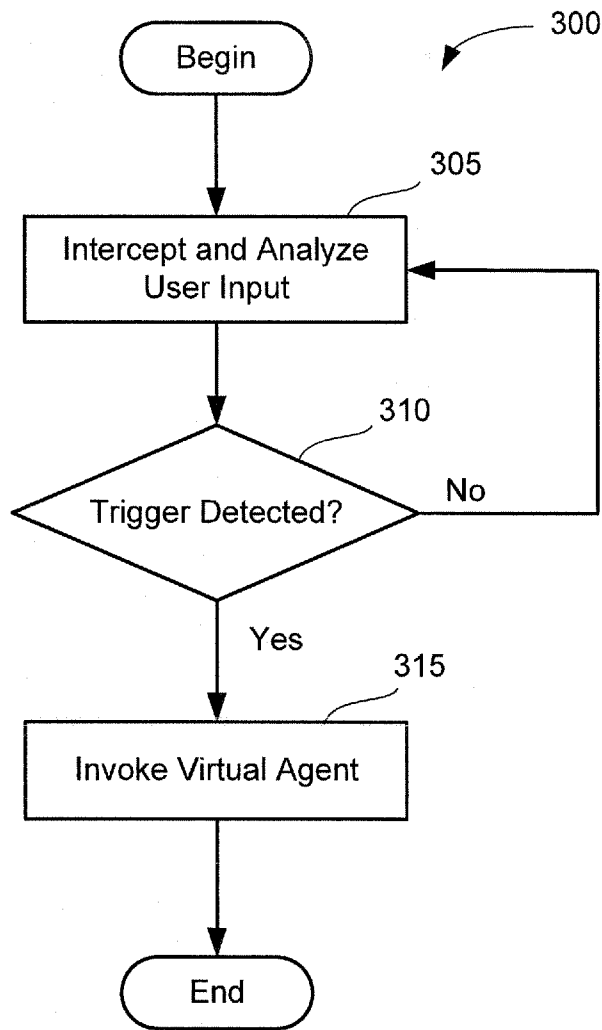 Begin
300
305
Intercept and Analyze
User Input
310
Trigger Detected?
No
Yes
315
Invoke Virtual Agent
End